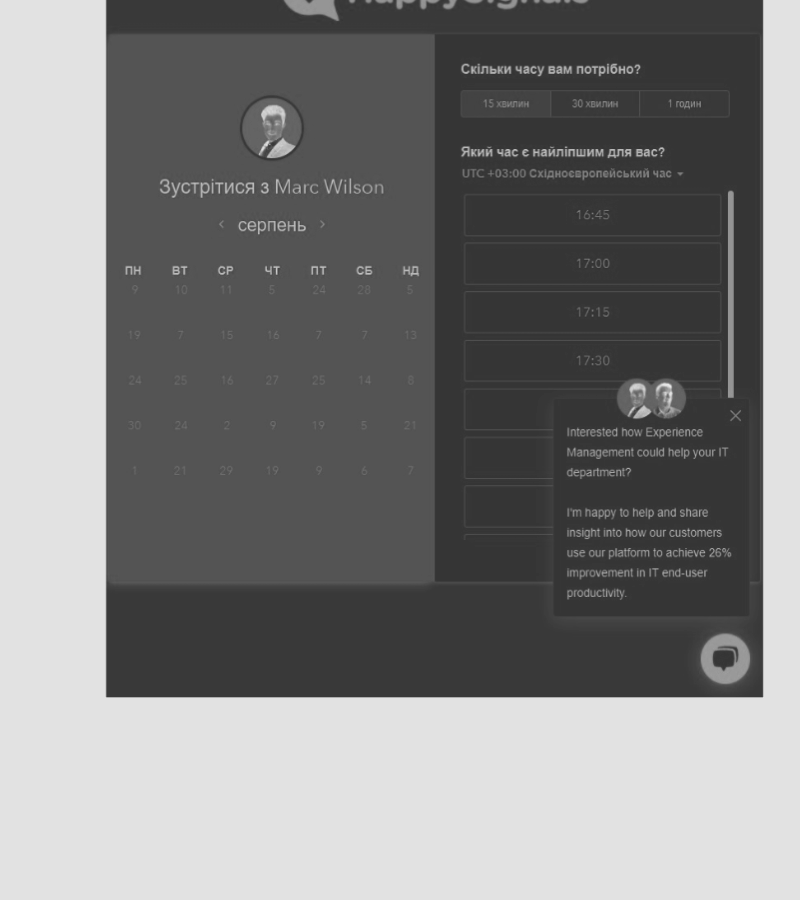 HappySignals
Зустрітися з Marc Wilson
серпень
ПН ВТ СР ЧТ ПТ СБ НД
9 10 11 5 24 28 5
19 7 15 16 7 7 13
24 25 16 27 25 14 8
30 24 2 9 19 5 21
1 21 29 19 9 6 7
Скільки часу вам потрібно?
15 хвилин 30 хвилин 1 годин
Який час є найліпшим для вас?
UTC +03:00 Східноєвропейський час
16:45
17:00
17:15
17:30
Interested how Experience
Management could help your IT
department?
I'm happy to help and share
insight into how our customers
use our platform to achieve 26%
improvement in IT end-user
productivity.